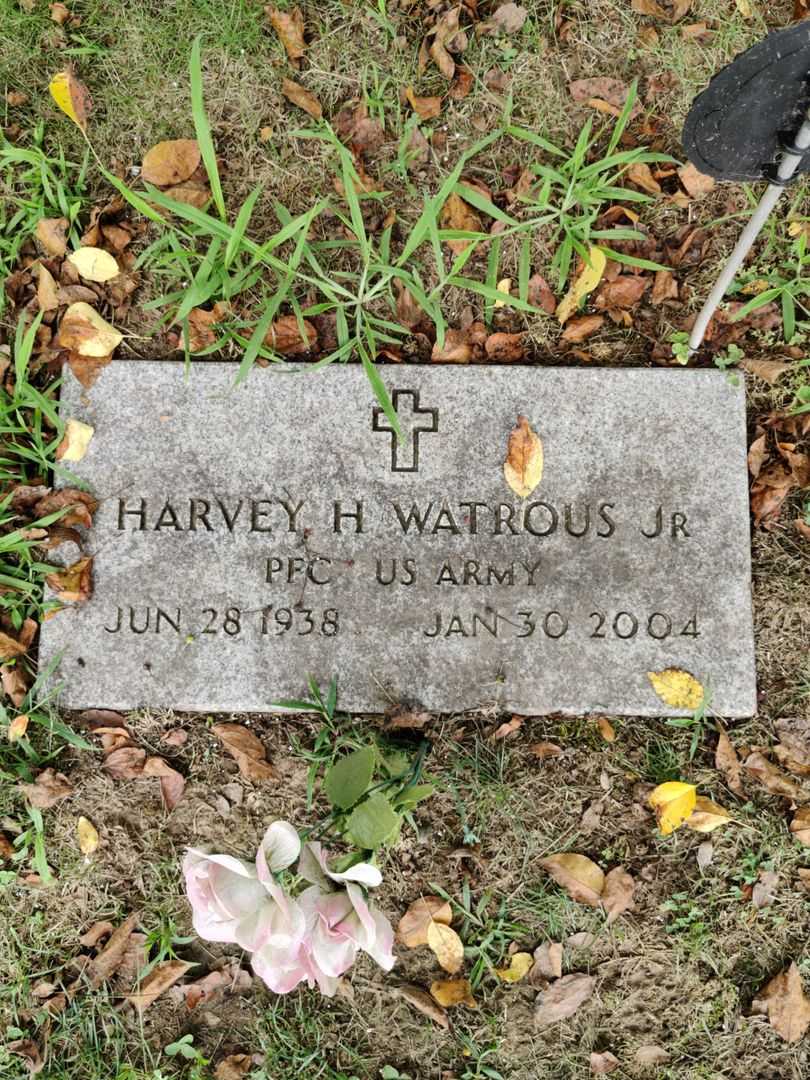 HARVEY H WATROUS JR
PFC US ARMY
JUN 28 1938 JAN 30 2004